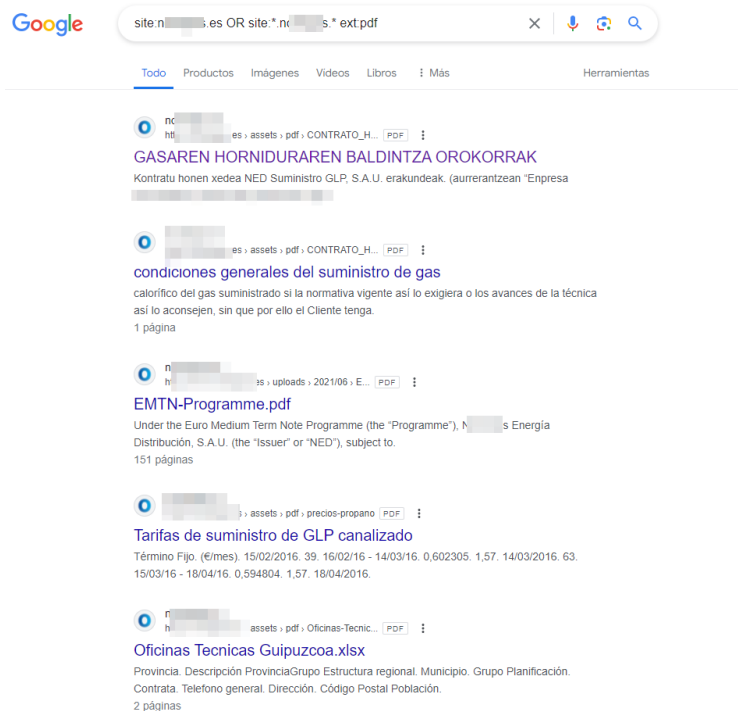 Google
site:n s.es OR site:*.no s.* ext:pdf
Todo Productos Imágenes Vídeos Libros Más Herramientas
es › assets › pdf › CONTRATO_H... PDF
GASAREN HORNIDURAREN BALDINTZA OROKORRAK
Kontratu honen xedea NED Suministro GLP, S.A.U. erakundeak. (aurrerantzean “Enpresa
es › assets › pdf › CONTRATO_H... PDF
condiciones generales del suministro de gas
calorífico del gas suministrado si la normativa vigente así lo exigiera o los avances de la técnica
así lo aconsejen, sin que por ello el Cliente tenga.
1 página
es › uploads › 2021/06 › E... PDF
EMTN-Programme.pdf
Under the Euro Medium Term Note Programme (the “Programme”), N s Energía
Distribución, S.A.U. (the “Issuer” or “NED”), subject to.
151 páginas
› assets › pdf › precios-propano PDF
Tarifas de suministro de GLP canalizado
Término Fijo. (€/mes). 15/02/2016. 39. 16/02/16 - 14/03/16. 0,602305. 1,57. 14/03/2016. 63.
15/03/16 - 18/04/16. 0,594804. 1,57. 18/04/2016.
assets › pdf › Oficinas-Tecnic... PDF
Oficinas Tecnicas Guipuzcoa.xlsx
Provincia. Descripción ProvinciaGrupo Estructura regional. Municipio. Grupo Planificación.
Contrata. Telefono general. Dirección. Código Postal Población.
2 páginas